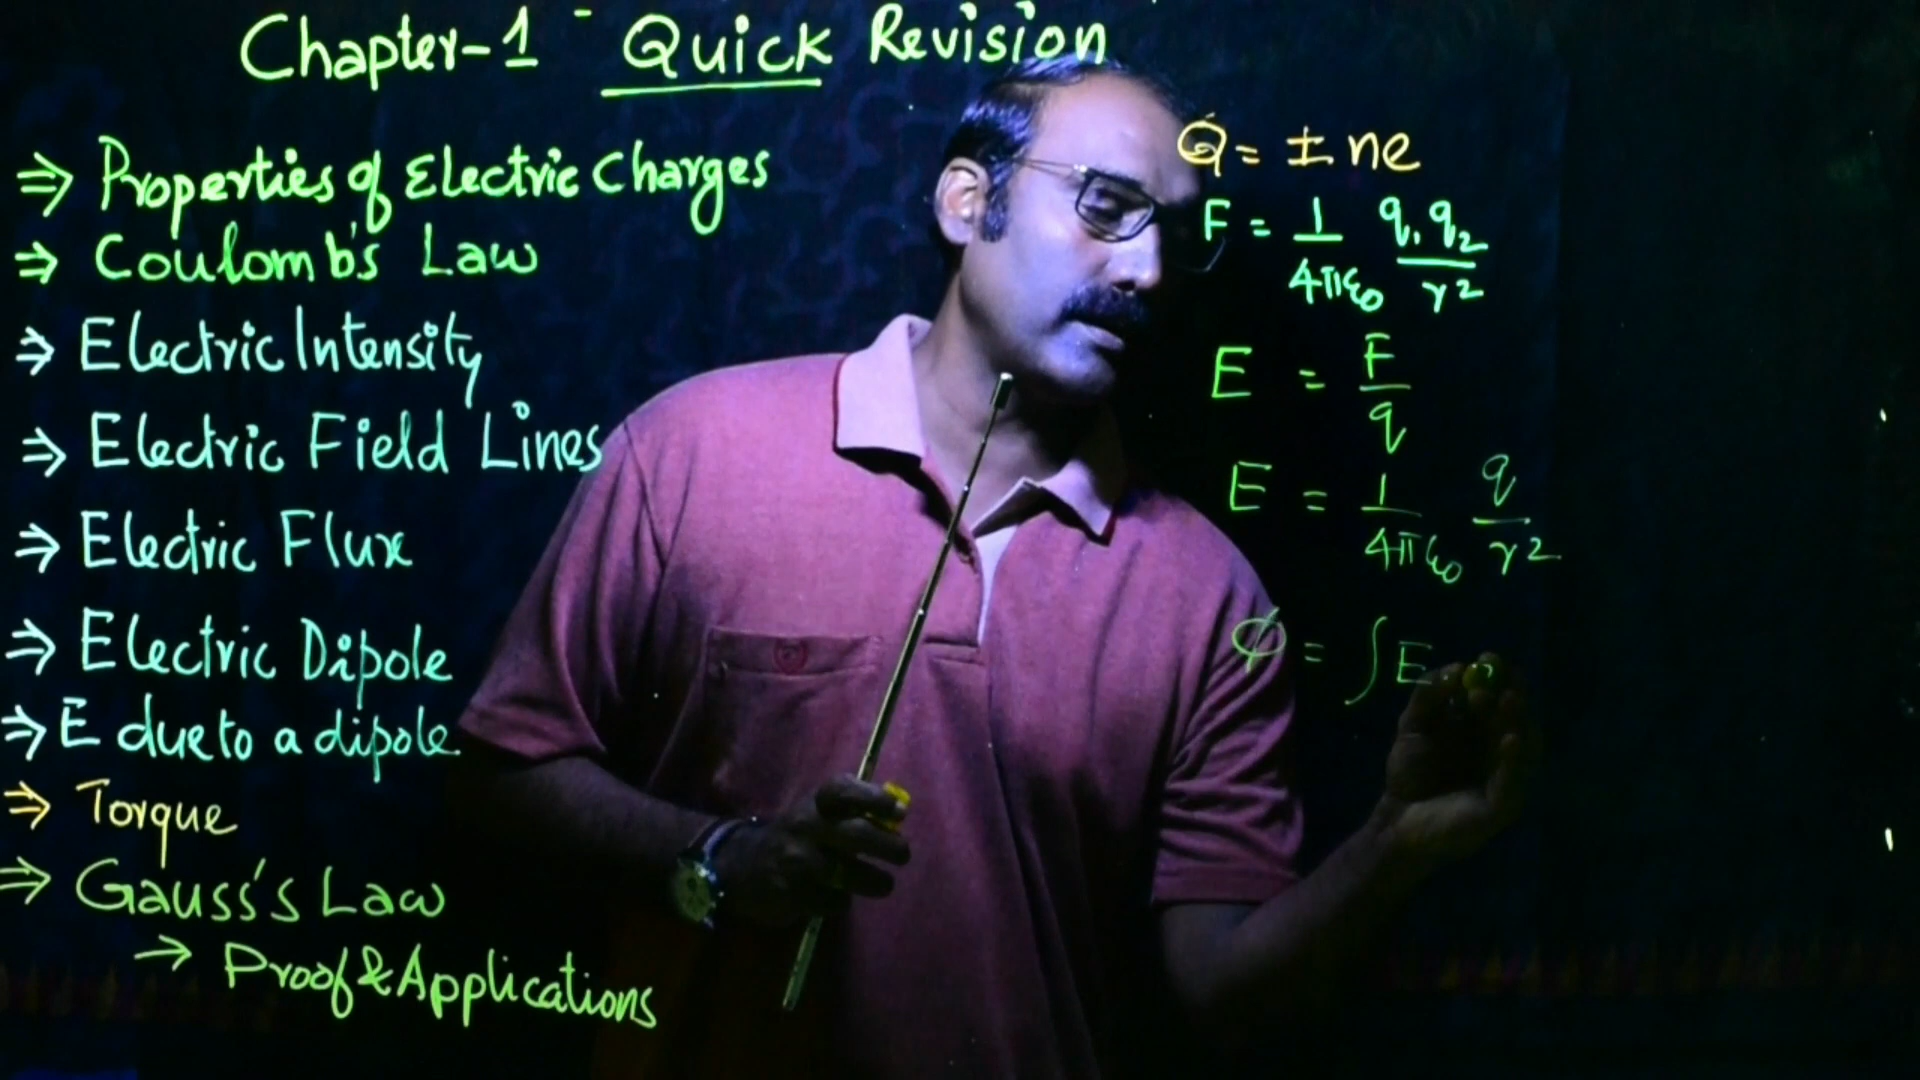 Chapter-1 Quick Revision
⇒ Properties of Electric Charges
⇒ Coulomb's Law
⇒ Electric Intensity
⇒ Electric Field Lines
⇒ Electric Flux
⇒ Electric Dipole
⇒ E due to a dipole
⇒ Torque
⇒ Gauss's Law
→ Proof & Applications
Q = ± ne
F = 1/4πε₀ q₁q₂/r²
E = F/q
E = 1/4πε₀ q/r²
ϕ = ∫E